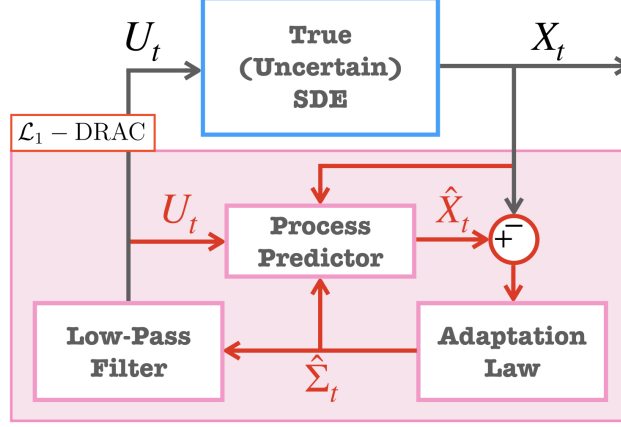 U_t
True
(Uncertain)
SDE
X_t
ℒ₁ − DRAC
U_t
Process
Predictor
X̂_t
+ −
Low-Pass
Filter
Σ̂_t
Adaptation
Law